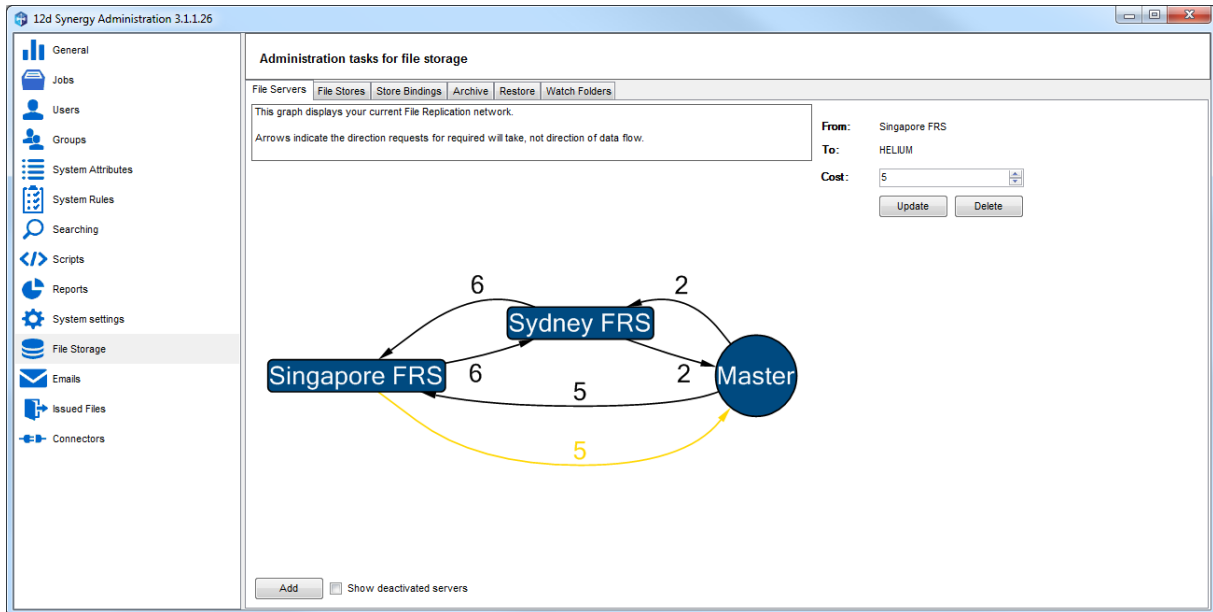 12d Synergy Administration 3.1.1.26
General
Jobs
Users
Groups
System Attributes
System Rules
Searching
Scripts
Reports
System settings
File Storage
Emails
Issued Files
Connectors
Administration tasks for file storage
File Servers File Stores Store Bindings Archive Restore Watch Folders
This graph displays your current File Replication network.
Arrows indicate the direction requests for required will take, not direction of data flow.
From: Singapore FRS
To: HELIUM
Cost: 5
Update Delete
6 2
Sydney FRS
Singapore FRS 6 2 Master
5
5
Add Show deactivated servers